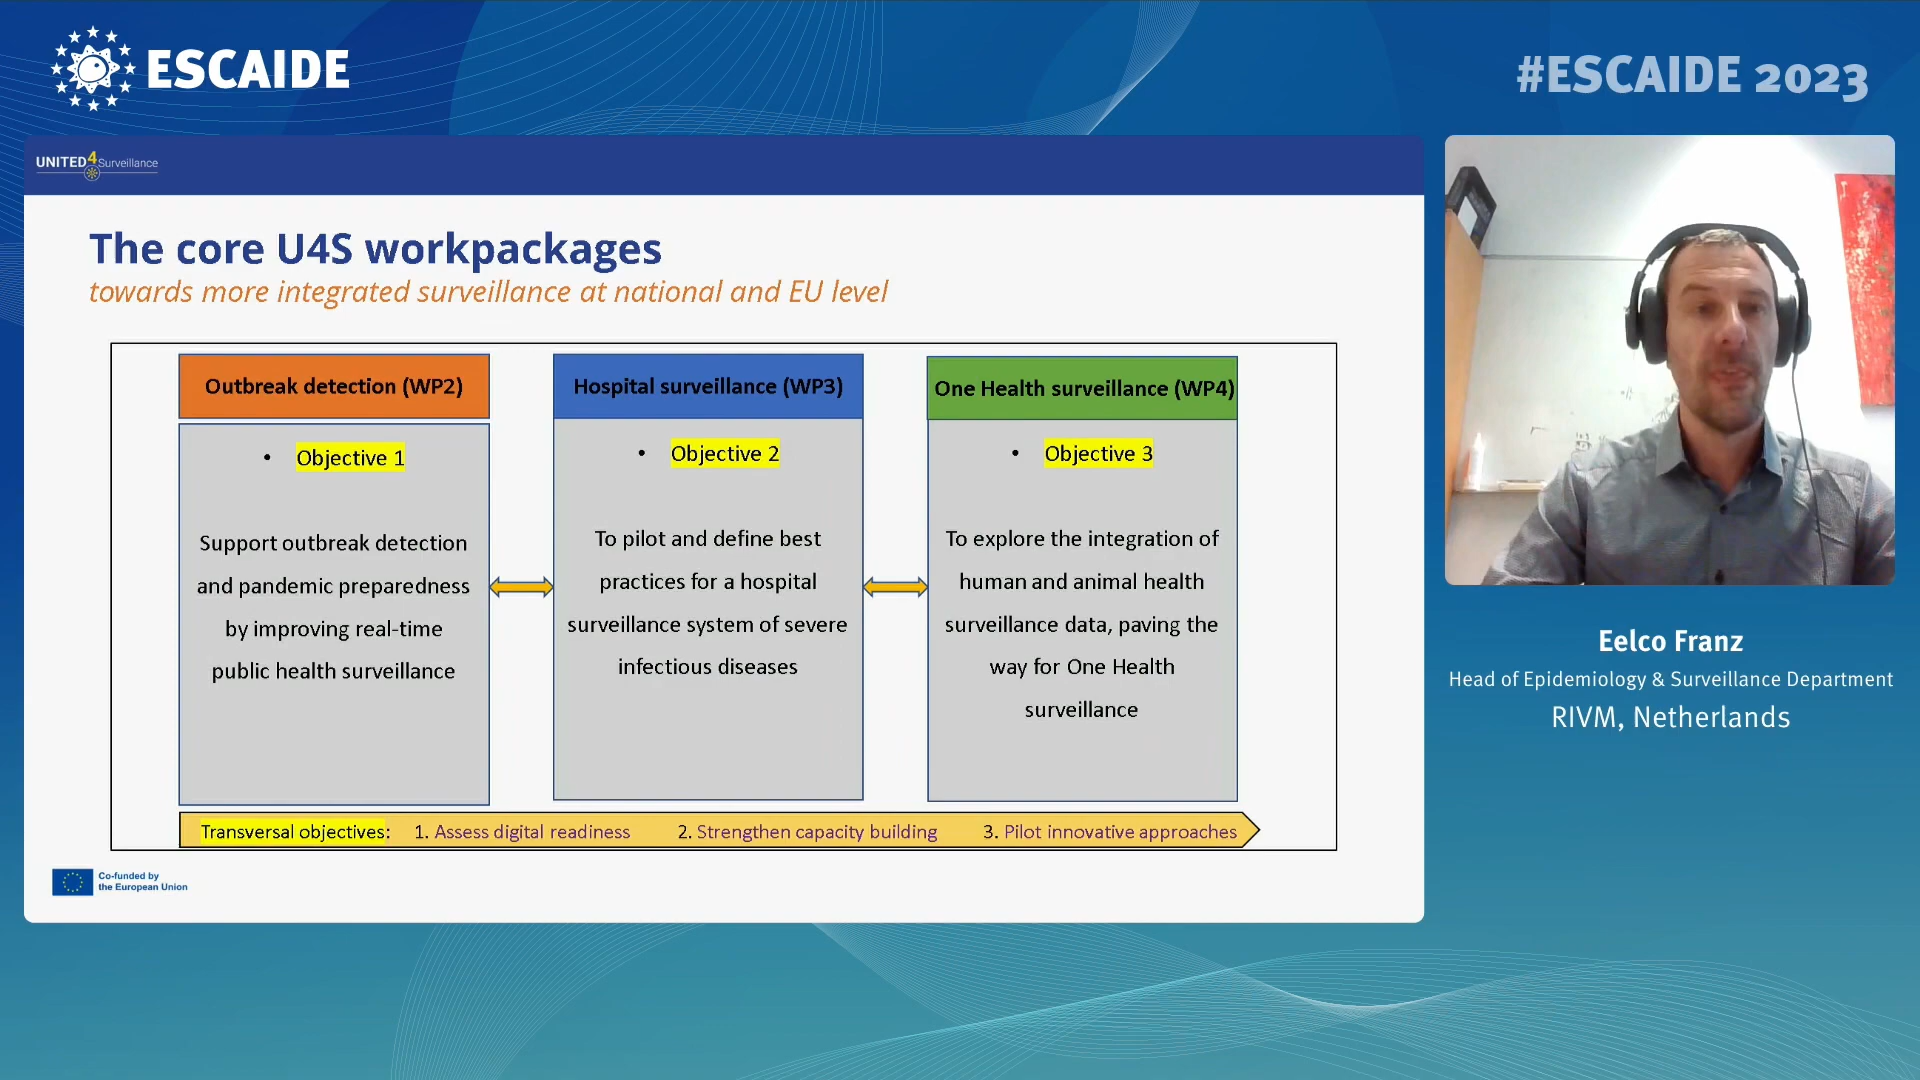 ESCAIDE
#ESCAIDE 2023
UNITED4Surveillance
The core U4S workpackages
towards more integrated surveillance at national and EU level
Outbreak detection (WP2)
• Objective 1
Support outbreak detection
and pandemic preparedness
by improving real-time
public health surveillance
Hospital surveillance (WP3)
• Objective 2
To pilot and define best
practices for a hospital
surveillance system of severe
infectious diseases
One Health surveillance (WP4)
• Objective 3
To explore the integration of
human and animal health
surveillance data, paving the
way for One Health
surveillance
Transversal objectives: 1. Assess digital readiness 2. Strengthen capacity building 3. Pilot innovative approaches
Co-funded by
the European Union
Eelco Franz
Head of Epidemiology & Surveillance Department
RIVM, Netherlands